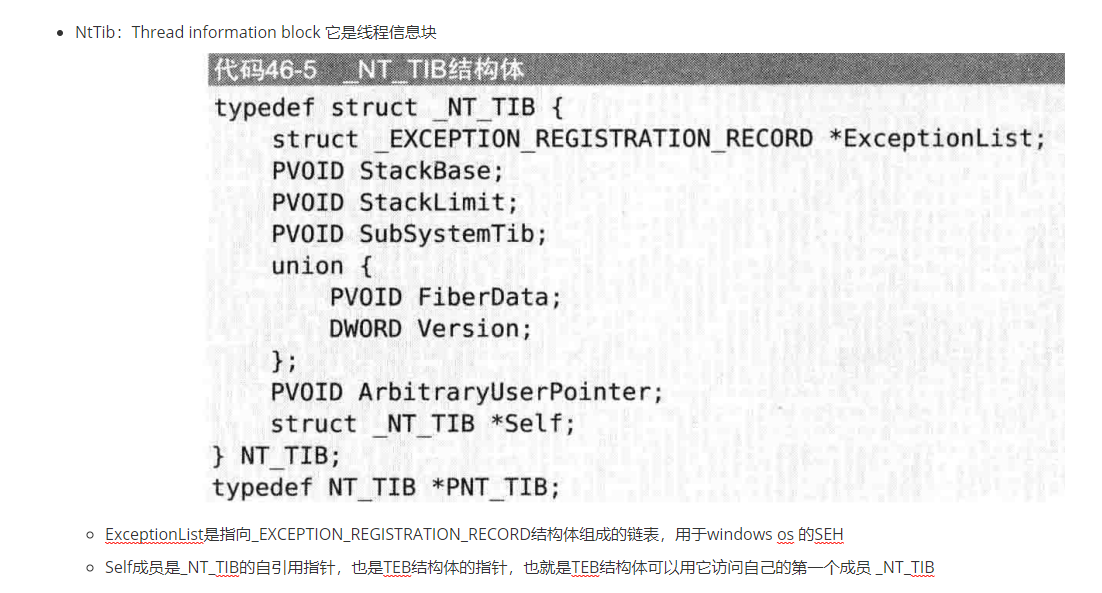 NtTib：Thread information block 它是线程信息块
代码46-5 _NT_TIB结构体
typedef struct _NT_TIB {
struct _EXCEPTION_REGISTRATION_RECORD *ExceptionList;
PVOID StackBase;
PVOID StackLimit;
PVOID SubSystemTib;
union {
PVOID FiberData;
DWORD Version;
};
PVOID ArbitraryUserPointer;
struct _NT_TIB *Self;
} NT_TIB;
typedef NT_TIB *PNT_TIB;
ExceptionList是指向_EXCEPTION_REGISTRATION_RECORD结构体组成的链表，用于windows os 的SEH
Self成员是_NT_TIB的自引用指针，也是TEB结构体的指针，也就是TEB结构体可以用它访问自己的第一个成员 _NT_TIB